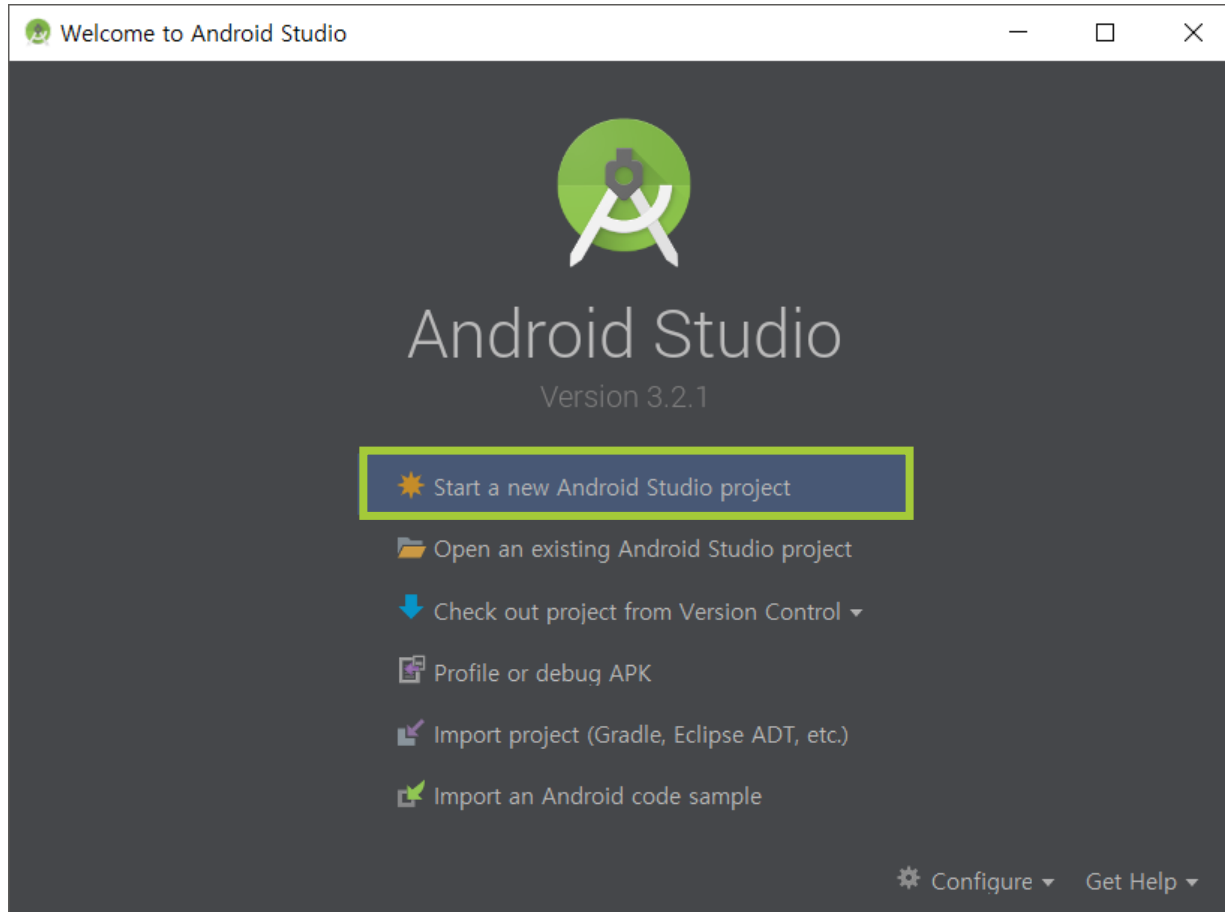 Welcome to Android Studio
Android Studio
Version 3.2.1
Start a new Android Studio project
Open an existing Android Studio project
Check out project from Version Control
Profile or debug APK
Import project (Gradle, Eclipse ADT, etc.)
Import an Android code sample
Configure Get Help